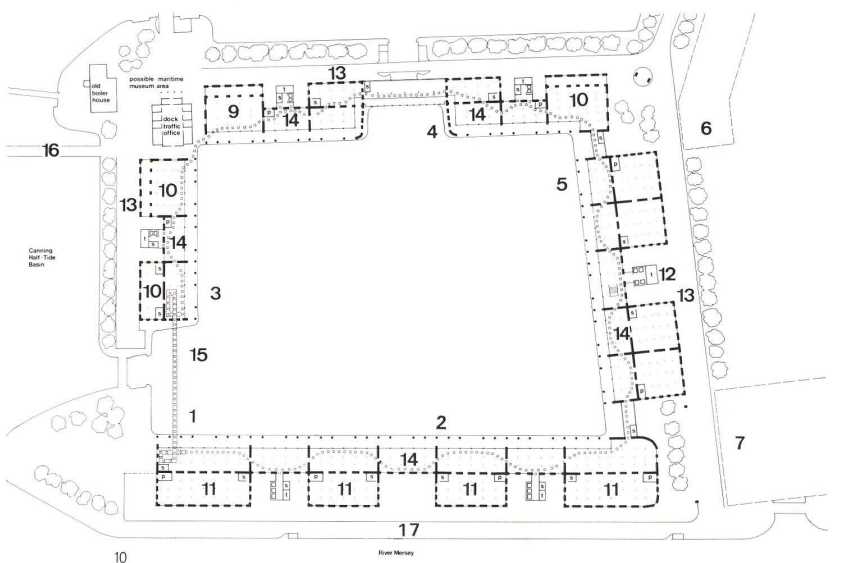 old
boiler
house
possible maritime
museum area
dock
traffic
office
13
t
s
9
p
14
s
s
4
14
t
s
p
10
s
6
16
10
13
p
14
t
s
Canning
Half-Tide
Basin
s
10
s
3
5
p
s
t
12
13
s
14
p
s
15
1
2
7
14
s
p
11
s
s
t
p
11
s
p
11
s
s
t
s
11
p
17
River Mersey
10